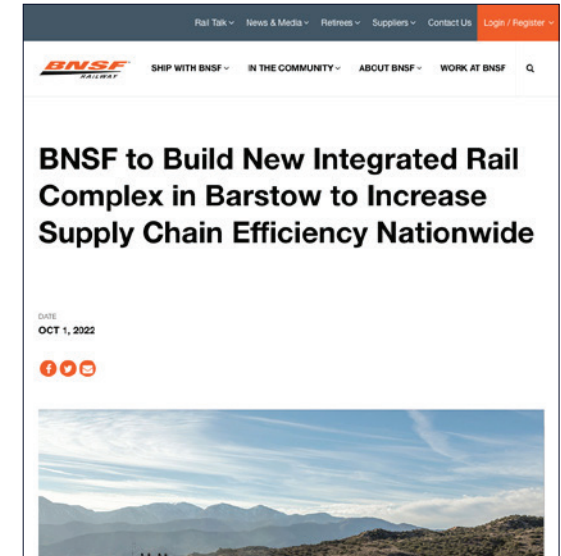 Rail Talk News & Media Retirees Suppliers Contact Us Login / Register
BNSF
RAILWAY
SHIP WITH BNSF IN THE COMMUNITY ABOUT BNSF WORK AT BNSF
BNSF to Build New Integrated Rail
Complex in Barstow to Increase
Supply Chain Efficiency Nationwide
DATE
OCT 1, 2022